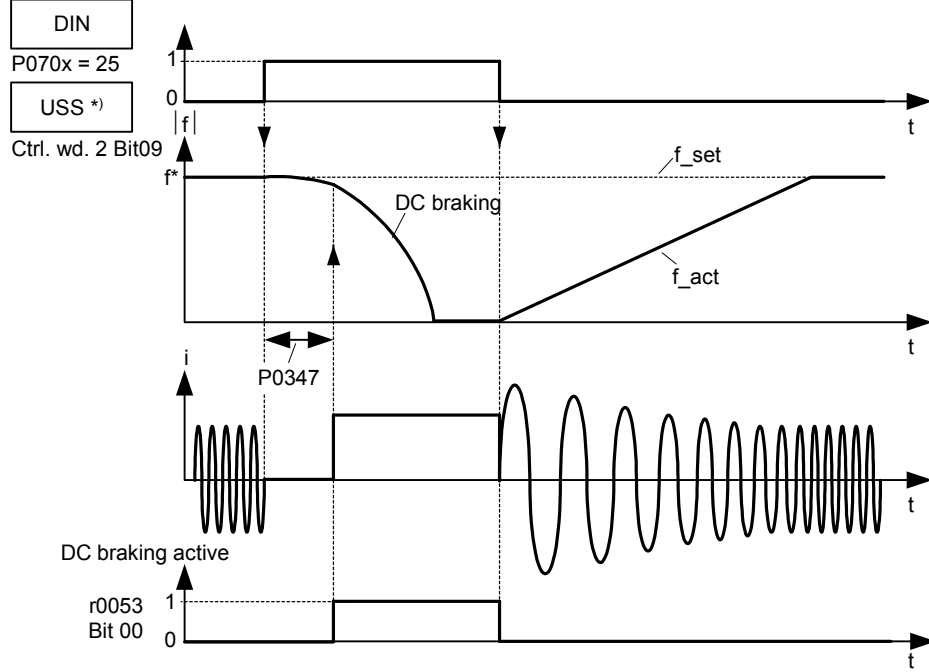 DIN
P070x = 25
USS *)
Ctrl. wd. 2 Bit09
1
0
t
|f|
f*
f_set
DC braking
f_act
t
P0347
i
t
DC braking active
r0053
Bit 00
1
0
t